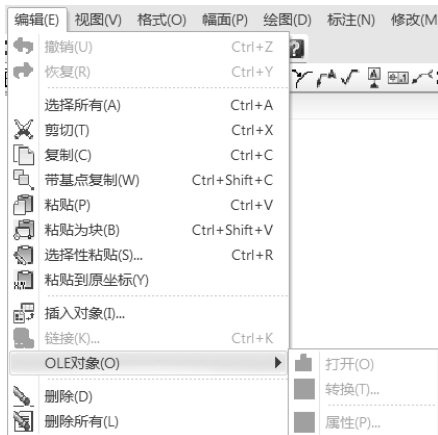 编辑(E) 视图(V) 格式(O) 幅面(P) 绘图(D) 标注(N) 修改(M
撤销(U) Ctrl+Z
恢复(R) Ctrl+Y
选择所有(A) Ctrl+A
剪切(T) Ctrl+X
复制(C) Ctrl+C
带基点复制(W) Ctrl+Shift+C
粘贴(P) Ctrl+V
粘贴为块(B) Ctrl+Shift+V
选择性粘贴(S)... Ctrl+R
粘贴到原坐标(Y)
插入对象(I)...
链接(K)... Ctrl+K
OLE对象(O) 打开(O)
转换(T)...
删除(D)
删除所有(L) 属性(P)...